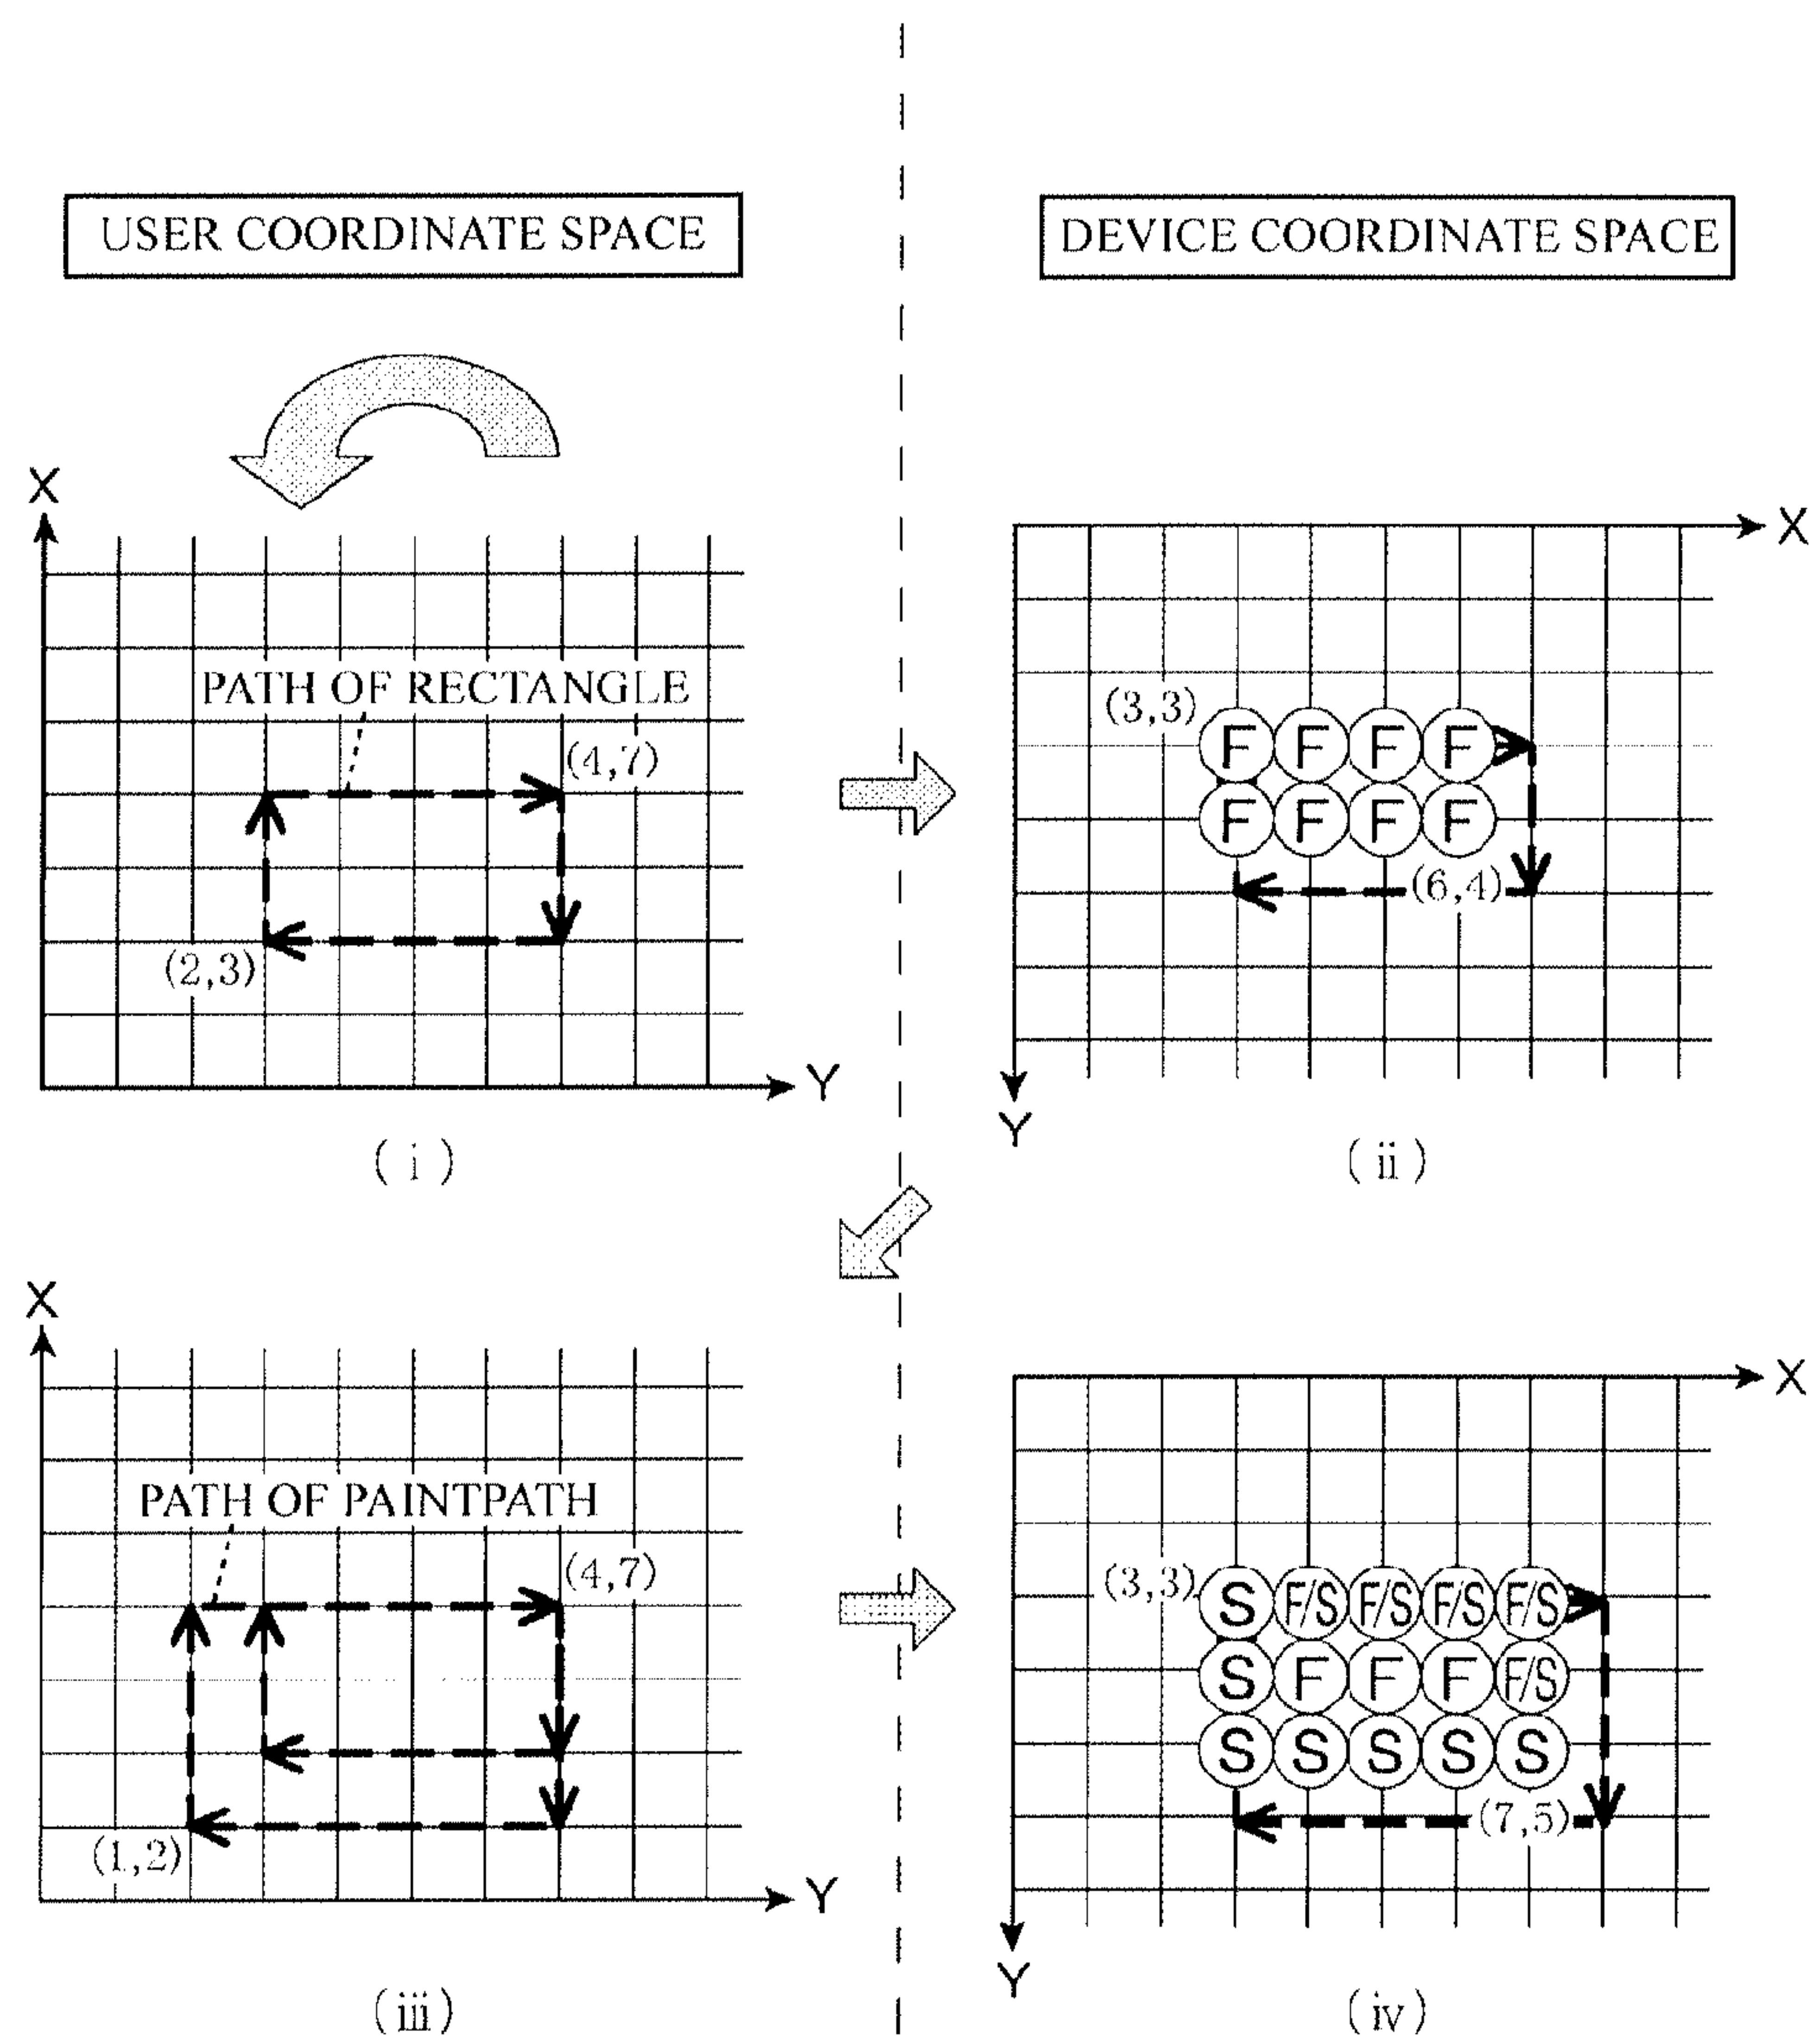 USER COORDINATE SPACE
DEVICE COORDINATE SPACE
X
PATH OF RECTANGLE
(4,7)
(2,3)
Y
(i)
X
(3,3)
F F F F
F F F F
(6,4)
Y
(ii)
X
PATH OF PAINTPATH
(4,7)
(1,2)
Y
(iii)
X
(3,3)
S F/S F/S F/S F/S
S F F F F/S
S S S S S
(7,5)
Y
(iv)